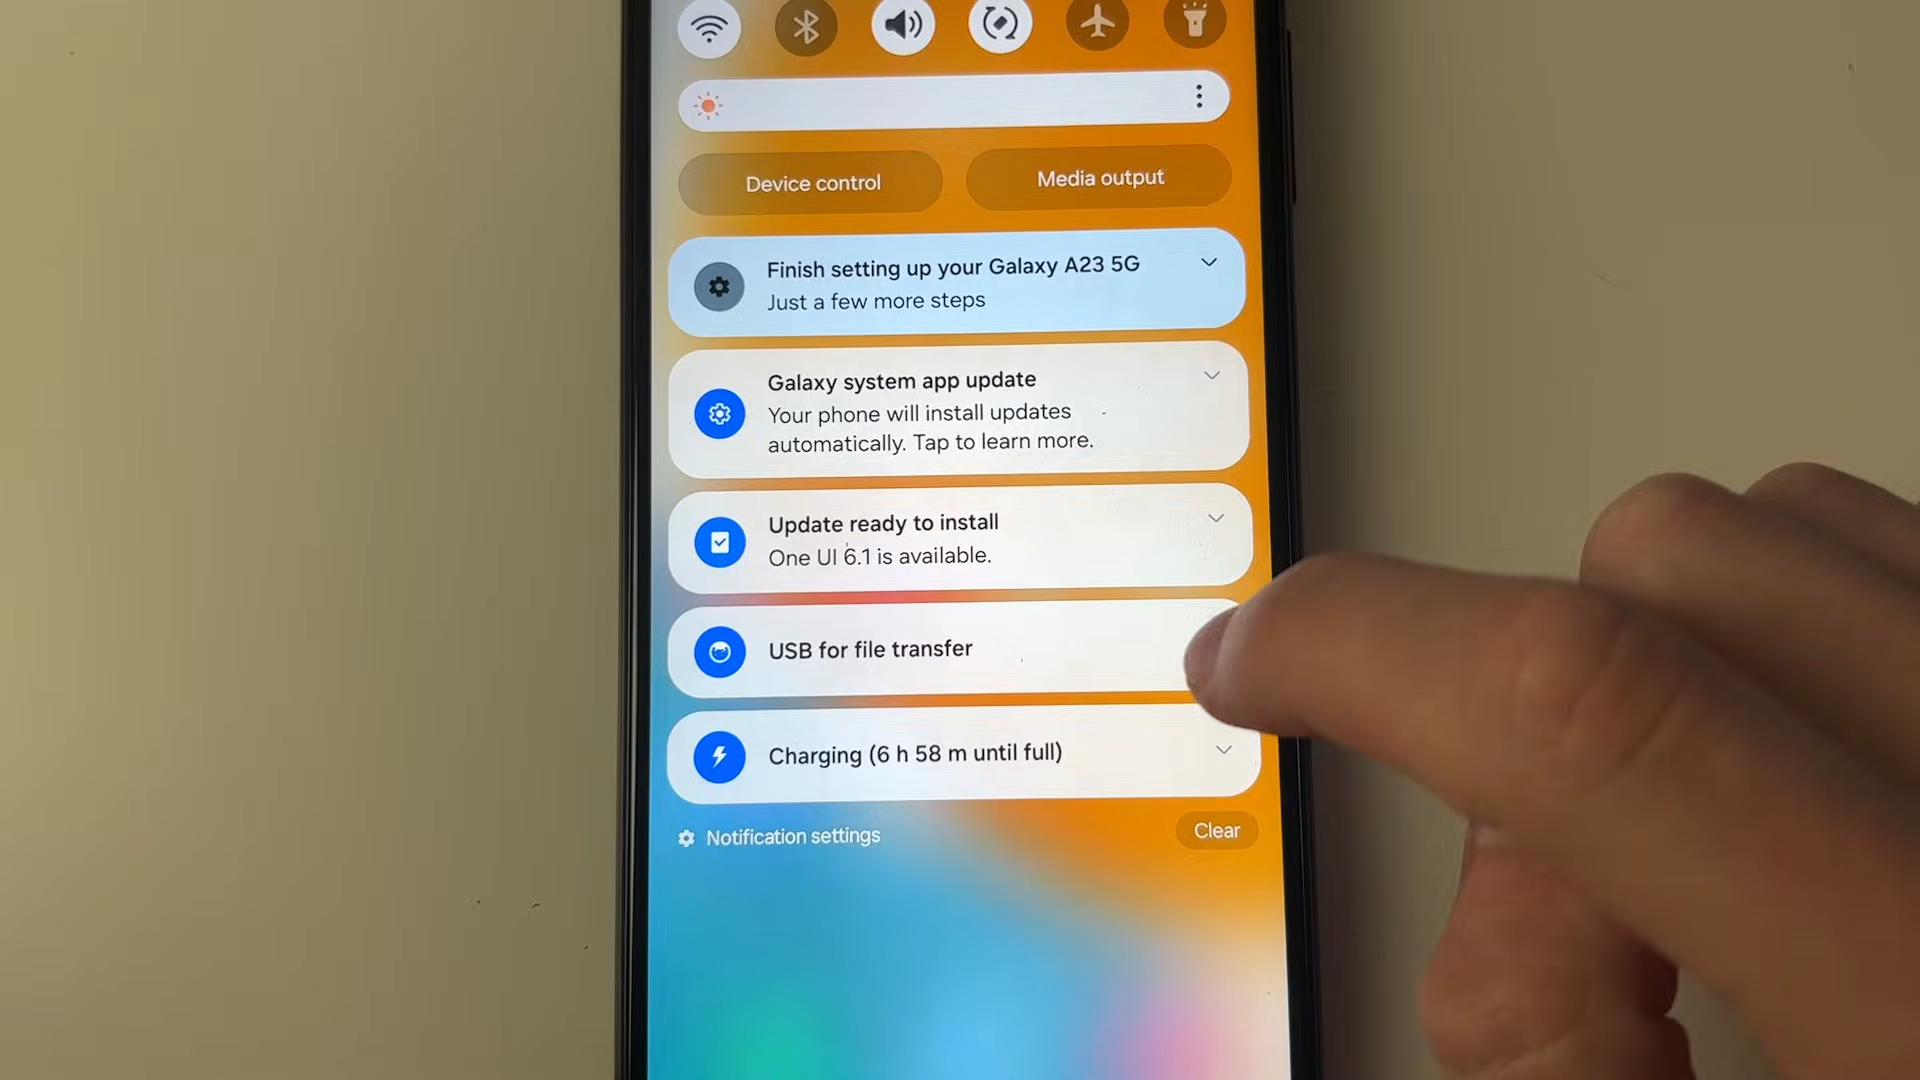 Device control
Media output
Finish setting up your Galaxy A23 5G
Just a few more steps
Galaxy system app update
Your phone will install updates
automatically. Tap to learn more.
Update ready to install
One UI 6.1 is available.
USB for file transfer
Charging (6 h 58 m until full)
Notification settings
Clear